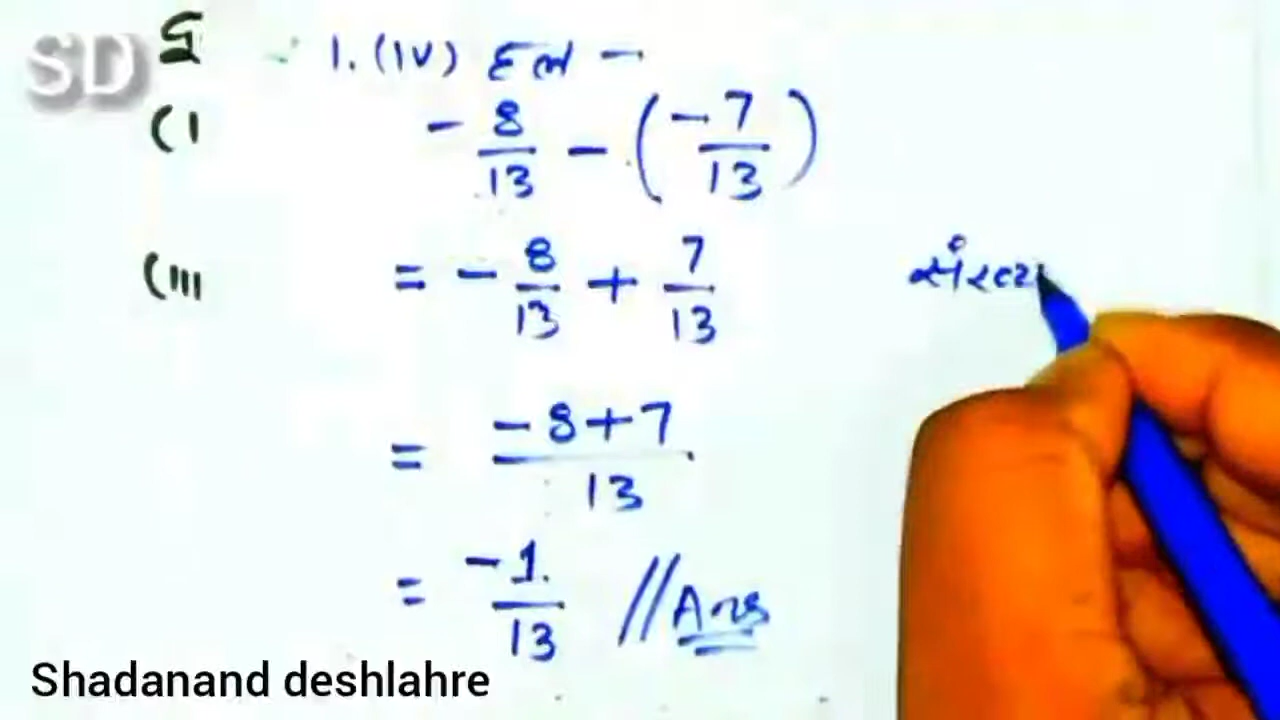 SD
1. (iv) हल –
(I
- 8/13 - (-7/13)
(III
= - 8/13 + 7/13
संख्य
= -8+7/13
= -1/13 // Ans
Shadanand deshlahre